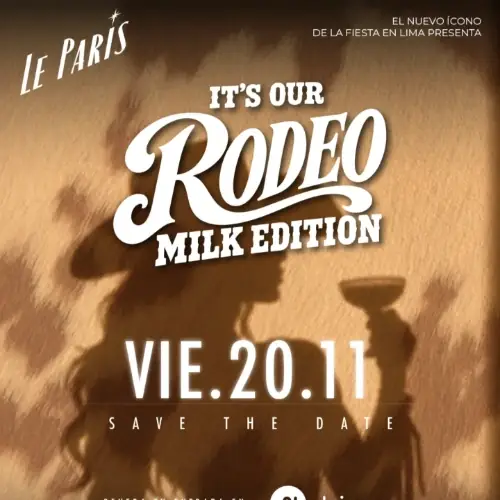 LE PARIS
EL NUEVO ÍCONO
DE LA FIESTA EN LIMA PRESENTA
IT'S OUR
RODEO
MILK EDITION
VIE.20.11
SAVE THE DATE